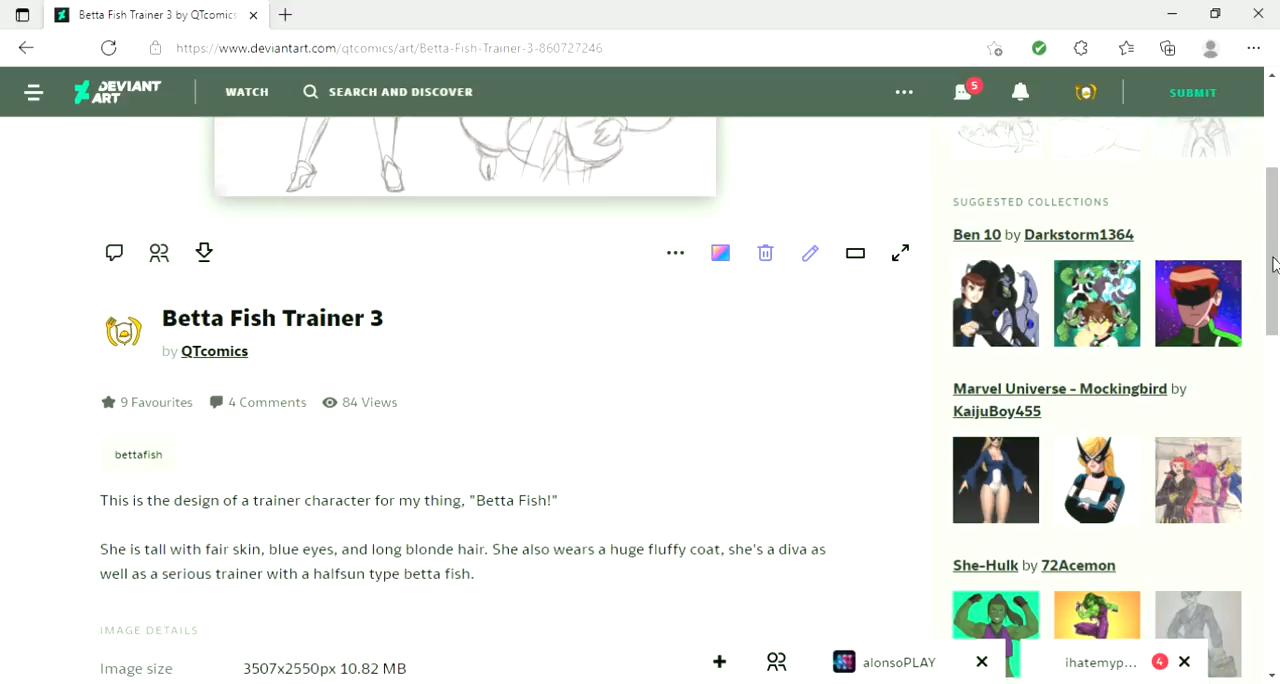 Betta Fish Trainer 3 by QTcomics
https://www.deviantart.com/qtcomics/art/Betta-Fish-Trainer-3-860727246
DEVIANT ART WATCH SEARCH AND DISCOVER 5 SUBMIT
SUGGESTED COLLECTIONS
Ben 10 by Darkstorm1364
Betta Fish Trainer 3
by QTcomics
Marvel Universe - Mockingbird by
KaijuBoy455
9 Favourites 4 Comments 84 Views
bettafish
This is the design of a trainer character for my thing, "Betta Fish!"
She is tall with fair skin, blue eyes, and long blonde hair. She also wears a huge fluffy coat, she's a diva as
well as a serious trainer with a halfsun type betta fish.
She-Hulk by 72Acemon
IMAGE DETAILS
Image size 3507x2550px 10.82 MB
alonsoPLAY ihatemyp... 4